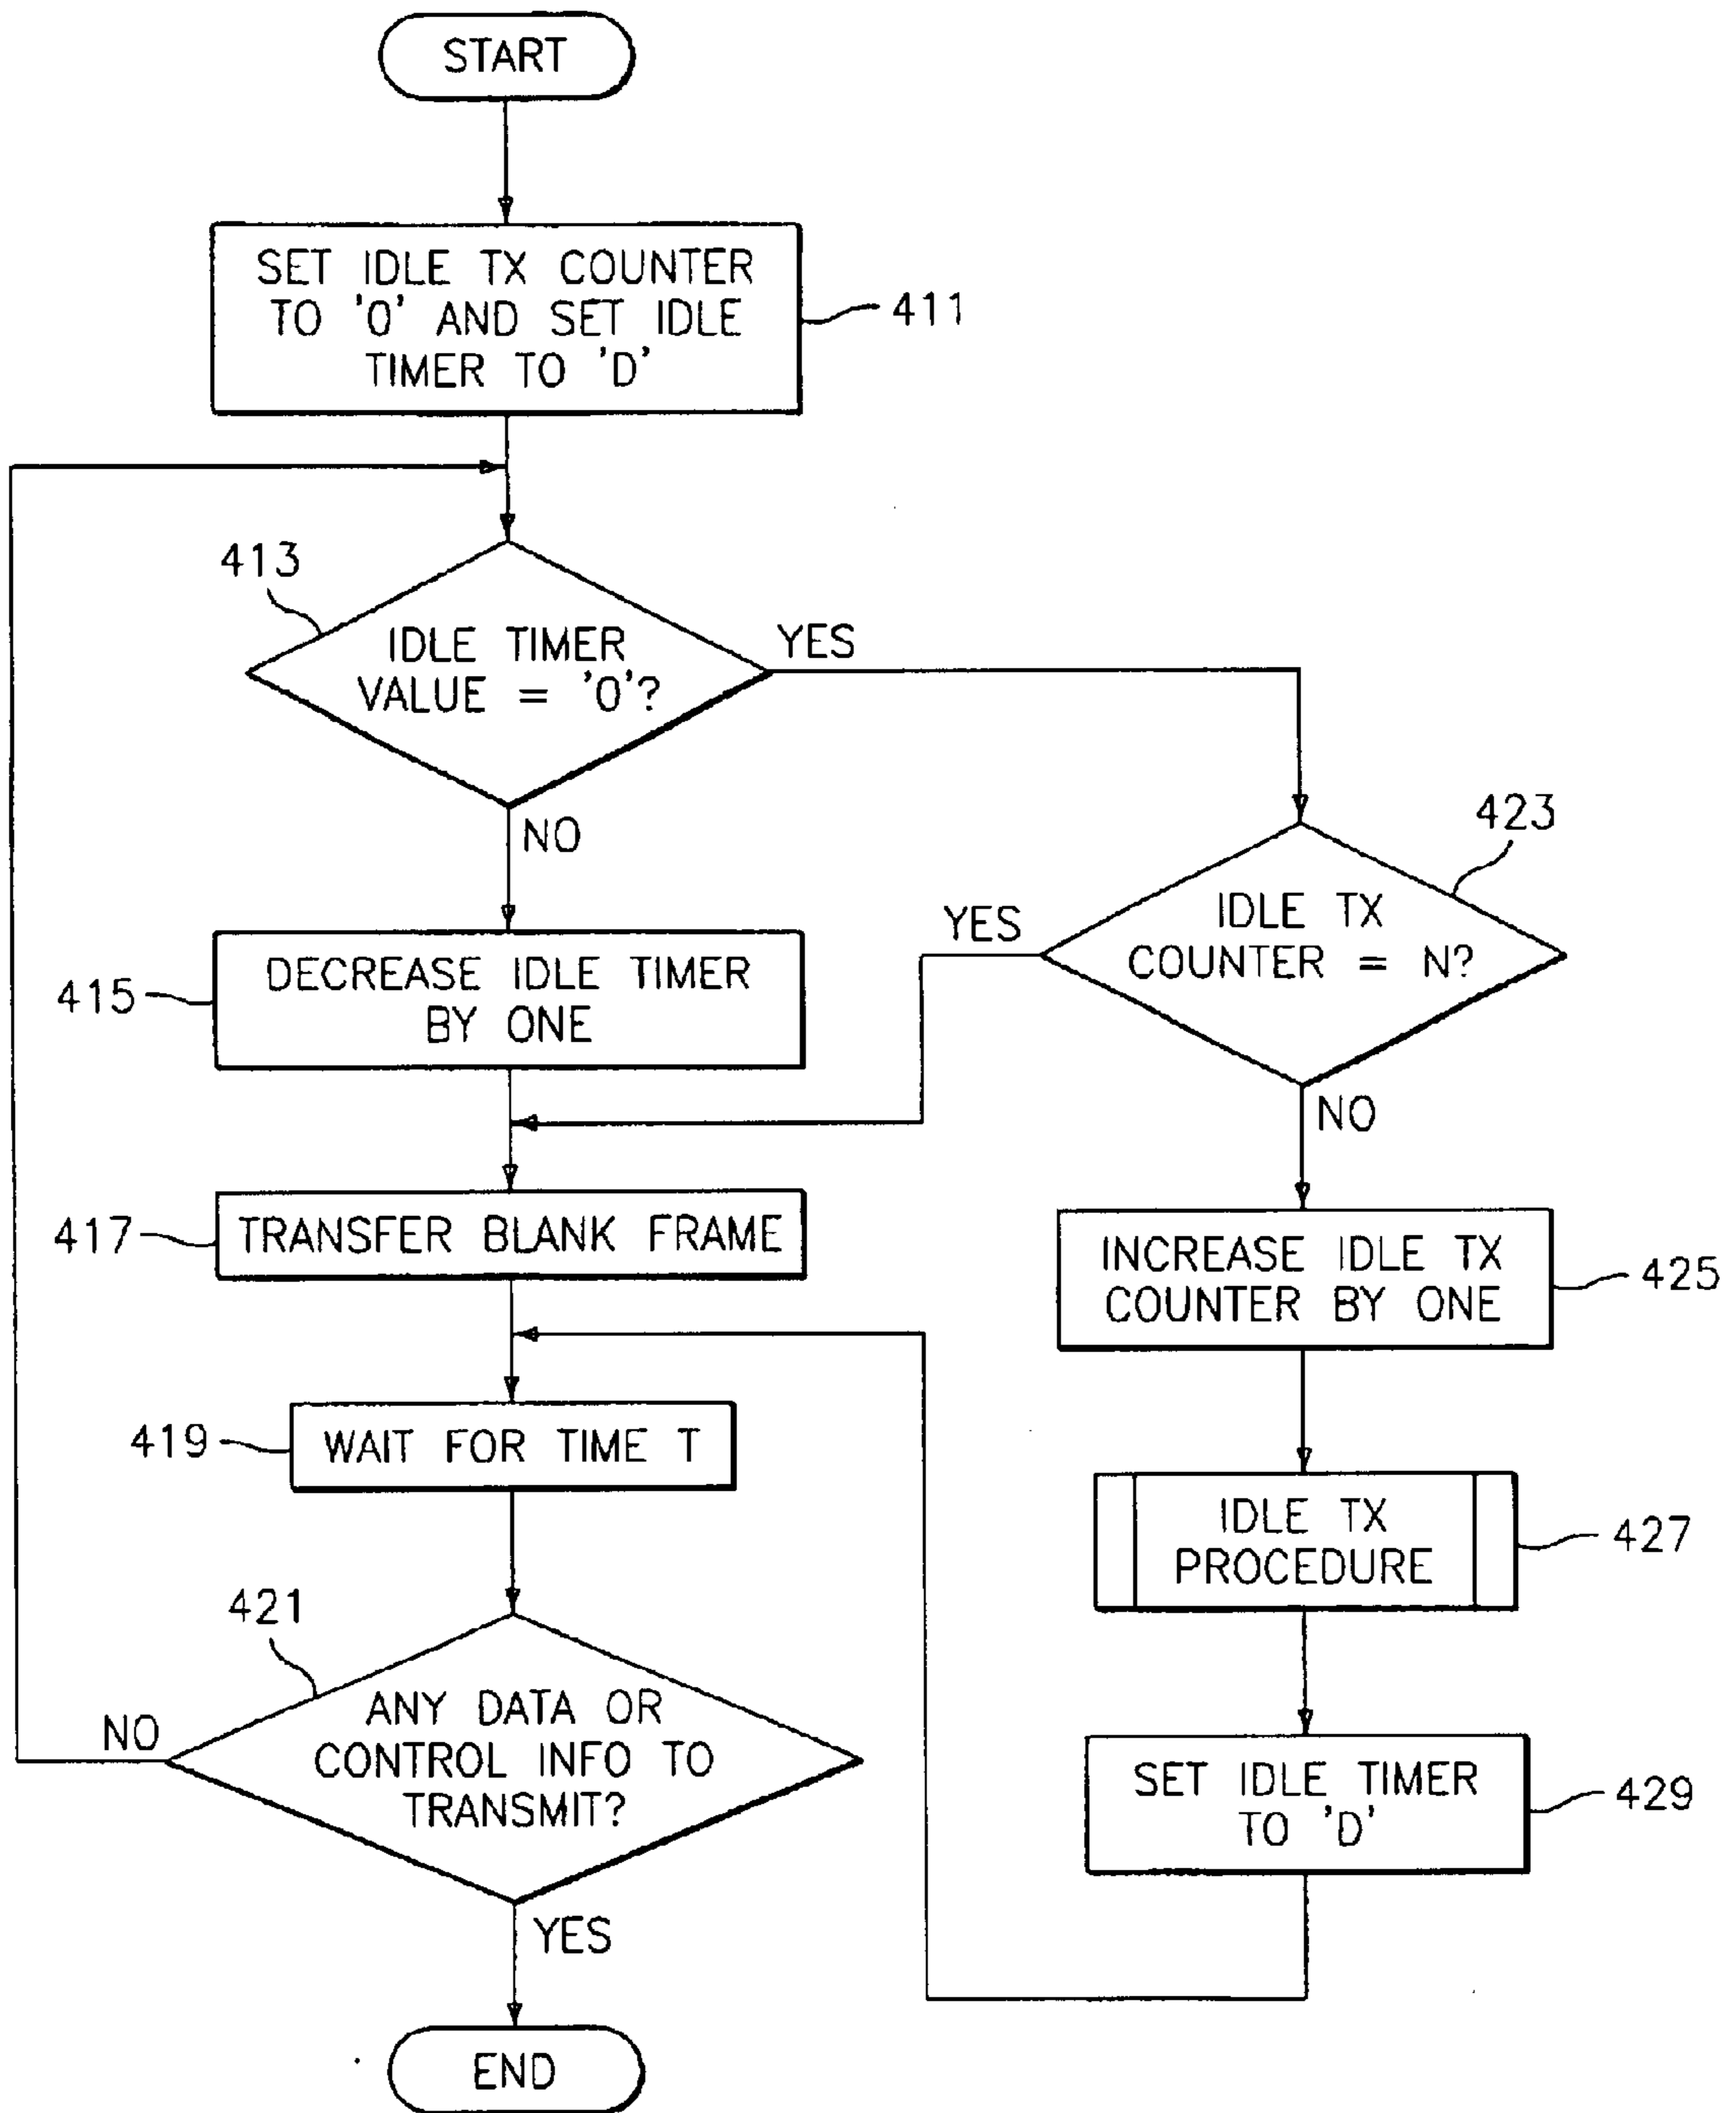 START
SET IDLE TX COUNTER
TO '0' AND SET IDLE
TIMER TO 'D'
411
413
IDLE TIMER
VALUE = '0'?
YES
NO
423
IDLE TX
COUNTER = N?
YES
NO
415
DECREASE IDLE TIMER
BY ONE
417
TRANSFER BLANK FRAME
INCREASE IDLE TX
COUNTER BY ONE
425
419
WAIT FOR TIME T
IDLE TX
PROCEDURE
427
421
ANY DATA OR
CONTROL INFO TO
TRANSMIT?
NO
YES
SET IDLE TIMER
TO 'D'
429
END